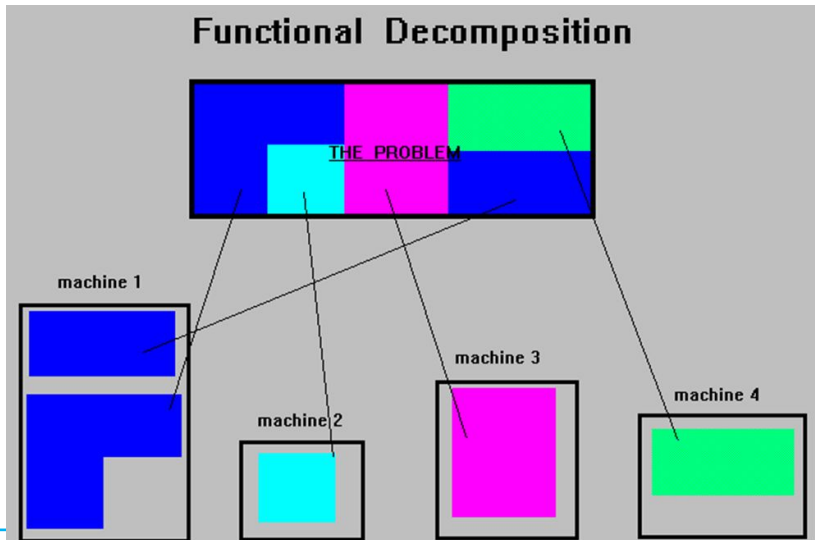 Functional Decomposition
THE PROBLEM
machine 1
machine 2
machine 3
machine 4